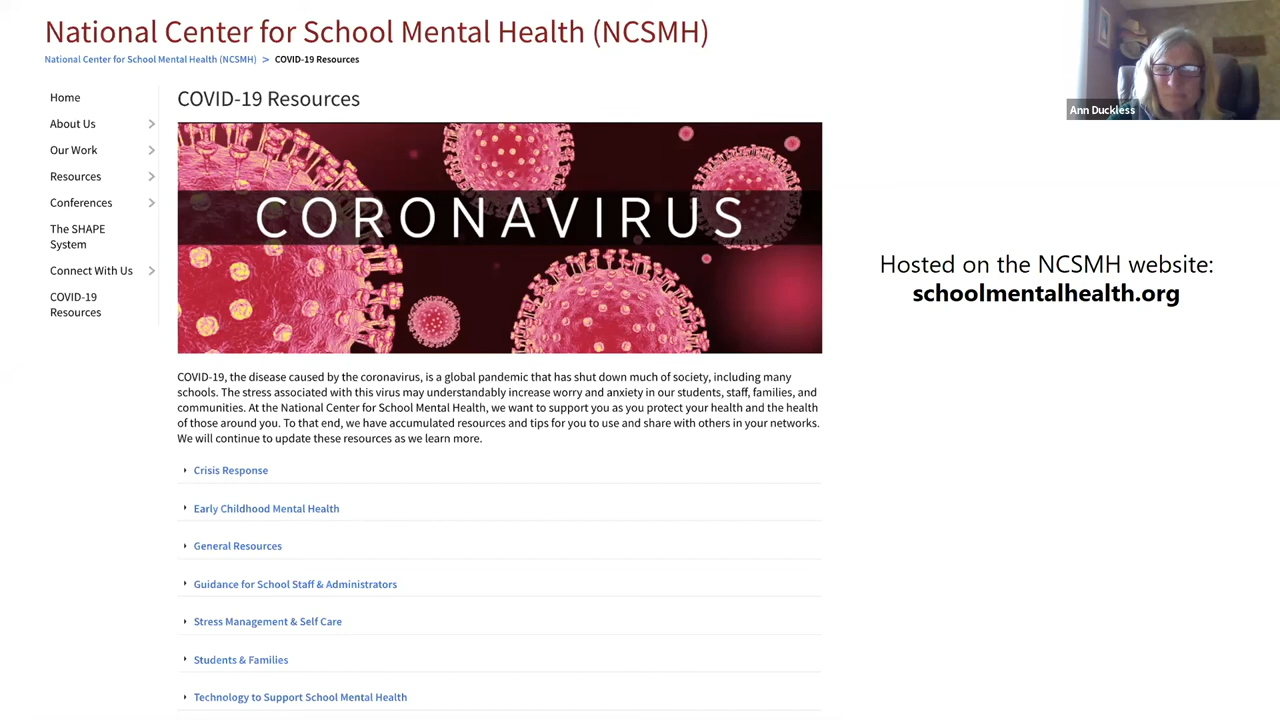 National Center for School Mental Health (NCSMH)
National Center for School Mental Health (NCSMH) > COVID-19 Resources
Home
About Us
Our Work
Resources
Conferences
The SHAPE
System
Connect With Us
COVID-19
Resources
COVID-19 Resources
CORONAVIRUS
COVID-19, the disease caused by the coronavirus, is a global pandemic that has shut down much of society, including many
schools. The stress associated with this virus may understandably increase worry and anxiety in our students, staff, families, and
communities. At the National Center for School Mental Health, we want to support you as you protect your health and the health
of those around you. To that end, we have accumulated resources and tips for you to use and share with others in your networks.
We will continue to update these resources as we learn more.
Crisis Response
Early Childhood Mental Health
General Resources
Guidance for School Staff & Administrators
Stress Management & Self Care
Students & Families
Technology to Support School Mental Health
Ann Duckless
Hosted on the NCSMH website:
schoolmentalhealth.org